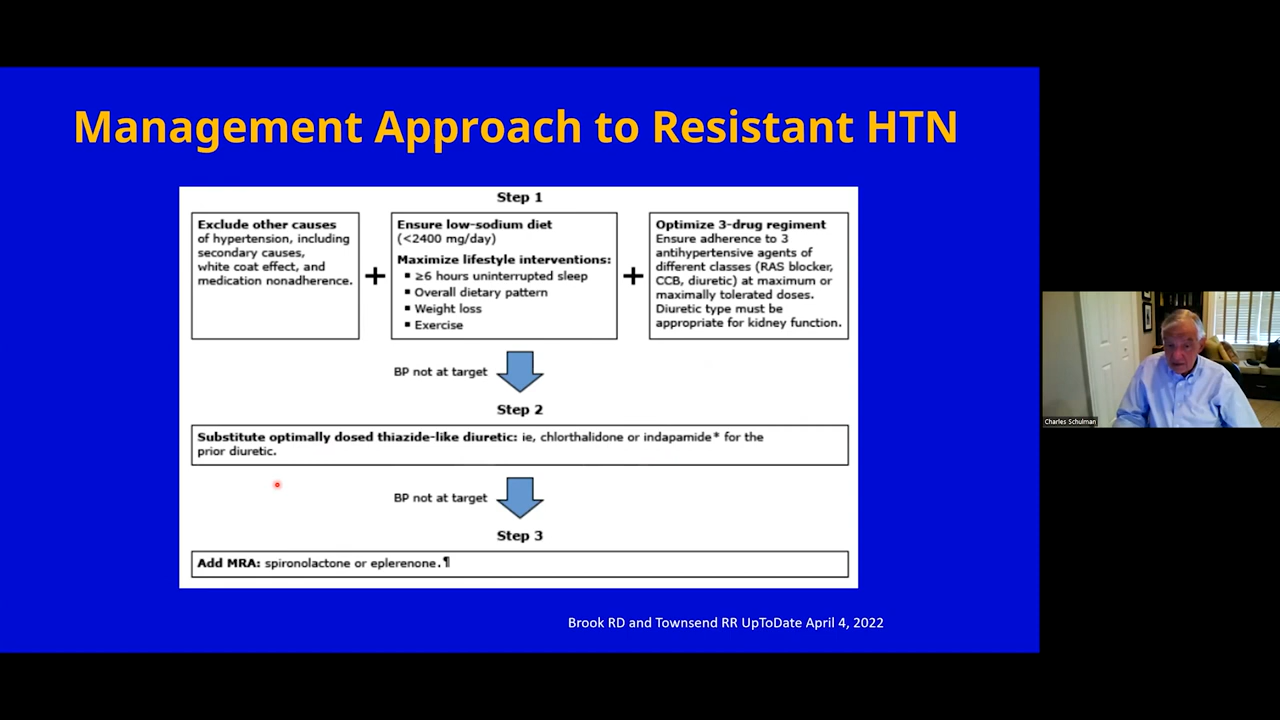 Management Approach to Resistant HTN
Step 1
Exclude other causes
of hypertension, including
secondary causes,
white coat effect, and
medication nonadherence.
+
Ensure low-sodium diet
(<2400 mg/day)
Maximize lifestyle interventions:
▪ ≥6 hours uninterrupted sleep
▪ Overall dietary pattern
▪ Weight loss
▪ Exercise
+
Optimize 3-drug regiment
Ensure adherence to 3
antihypertensive agents of
different classes (RAS blocker,
CCB, diuretic) at maximum or
maximally tolerated doses.
Diuretic type must be
appropriate for kidney function.
BP not at target
Step 2
Substitute optimally dosed thiazide-like diuretic: ie, chlorthalidone or indapamide* for the
prior diuretic.
BP not at target
Step 3
Add MRA: spironolactone or eplerenone.¶
Brook RD and Townsend RR UpToDate April 4, 2022
Charles Schulman